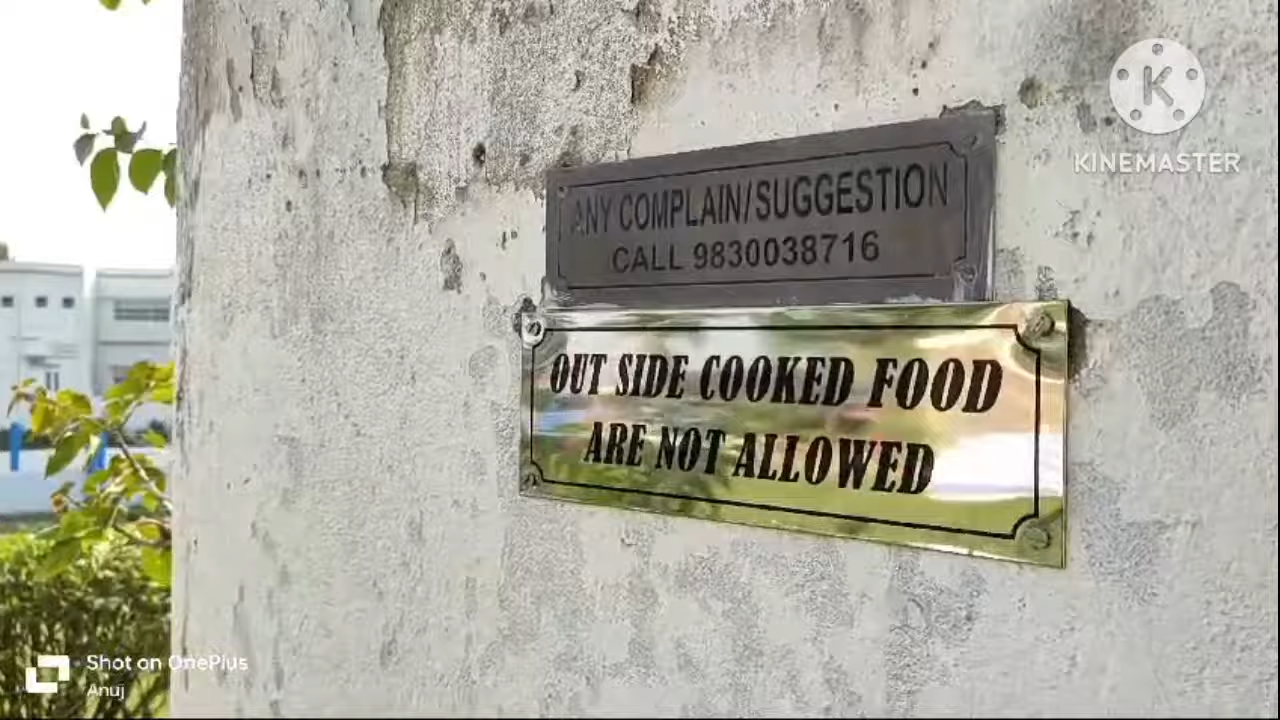 KINEMASTER
ANY COMPLAIN/SUGGESTION
CALL 9830038716
OUT SIDE COOKED FOOD
ARE NOT ALLOWED
Shot on OnePlus
Anuj